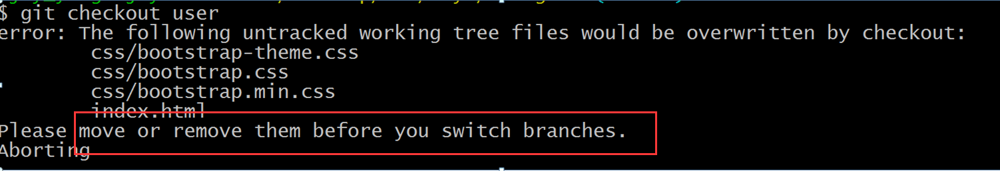 $ git checkout user
error: The following untracked working tree files would be overwritten by checkout:
css/bootstrap-theme.css
css/bootstrap.css
css/bootstrap.min.css
index.html
Please move or remove them before you switch branches.
Aborting